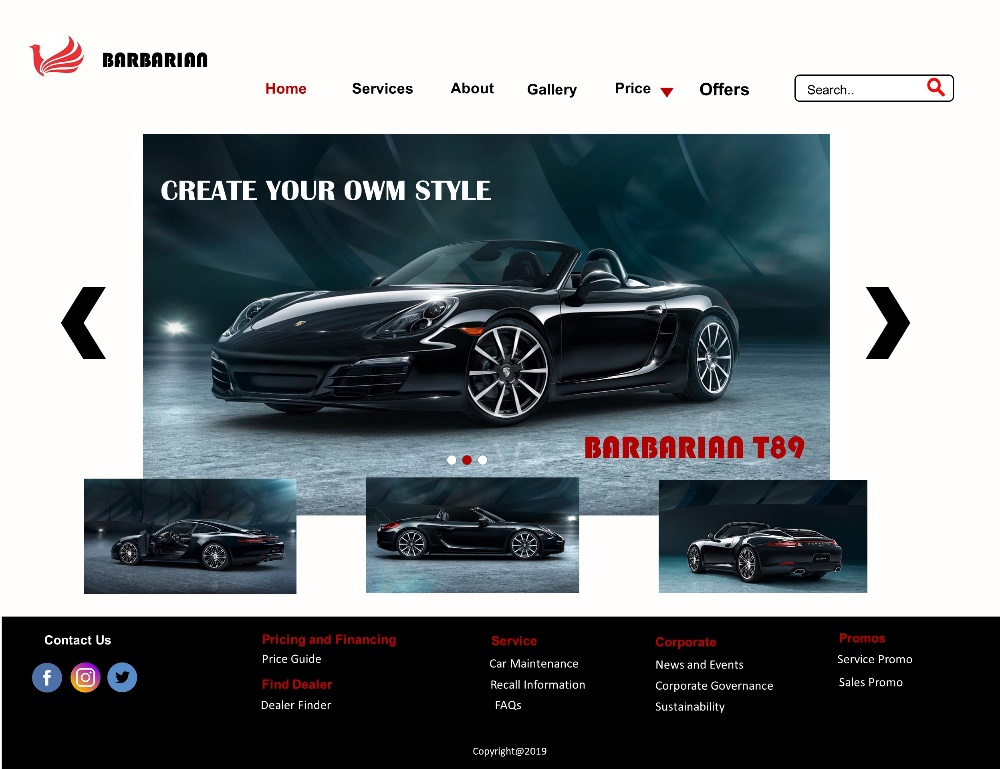 BARBARIAN
Home Services About Gallery Price Offers Search..
CREATE YOUR OWM STYLE
BARBARIAN T89
Contact Us
Pricing and Financing
Price Guide
Find Dealer
Dealer Finder
Service
Car Maintenance
Recall Information
FAQs
Corporate
News and Events
Corporate Governance
Sustainability
Promos
Service Promo
Sales Promo
Copyright@2019